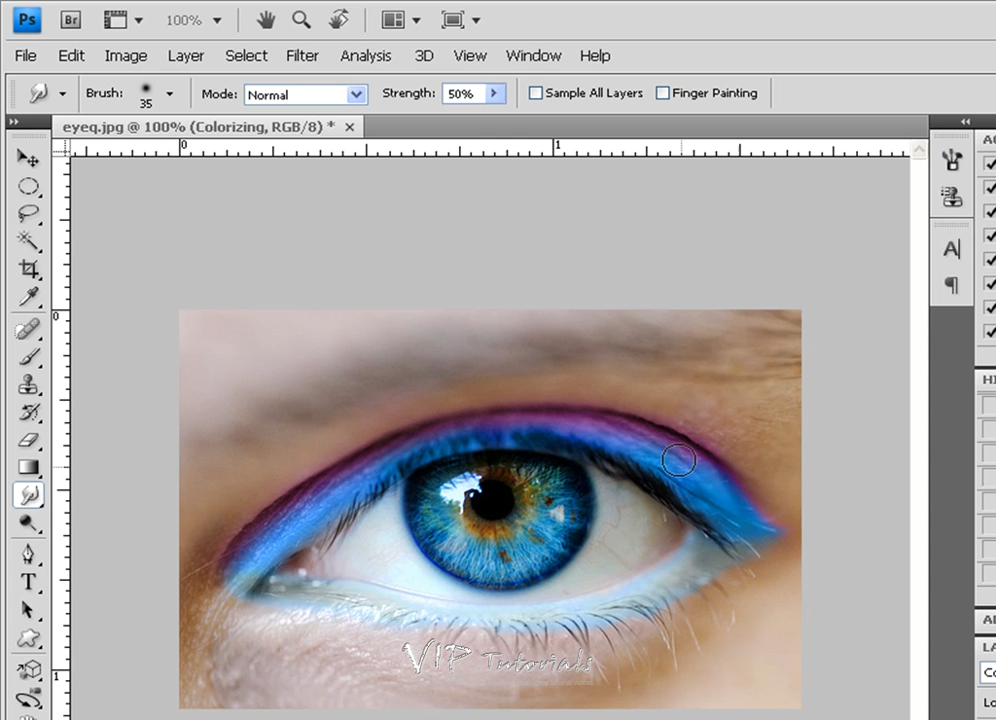 Ps Br 100%
File Edit Image Layer Select Filter Analysis 3D View Window Help
Brush: 35 Mode: Normal Strength: 50% Sample All Layers Finger Painting
eyeq.jpg @ 100% (Colorizing, RGB/8) * ×
0 1
0
1
VIP Tutorials